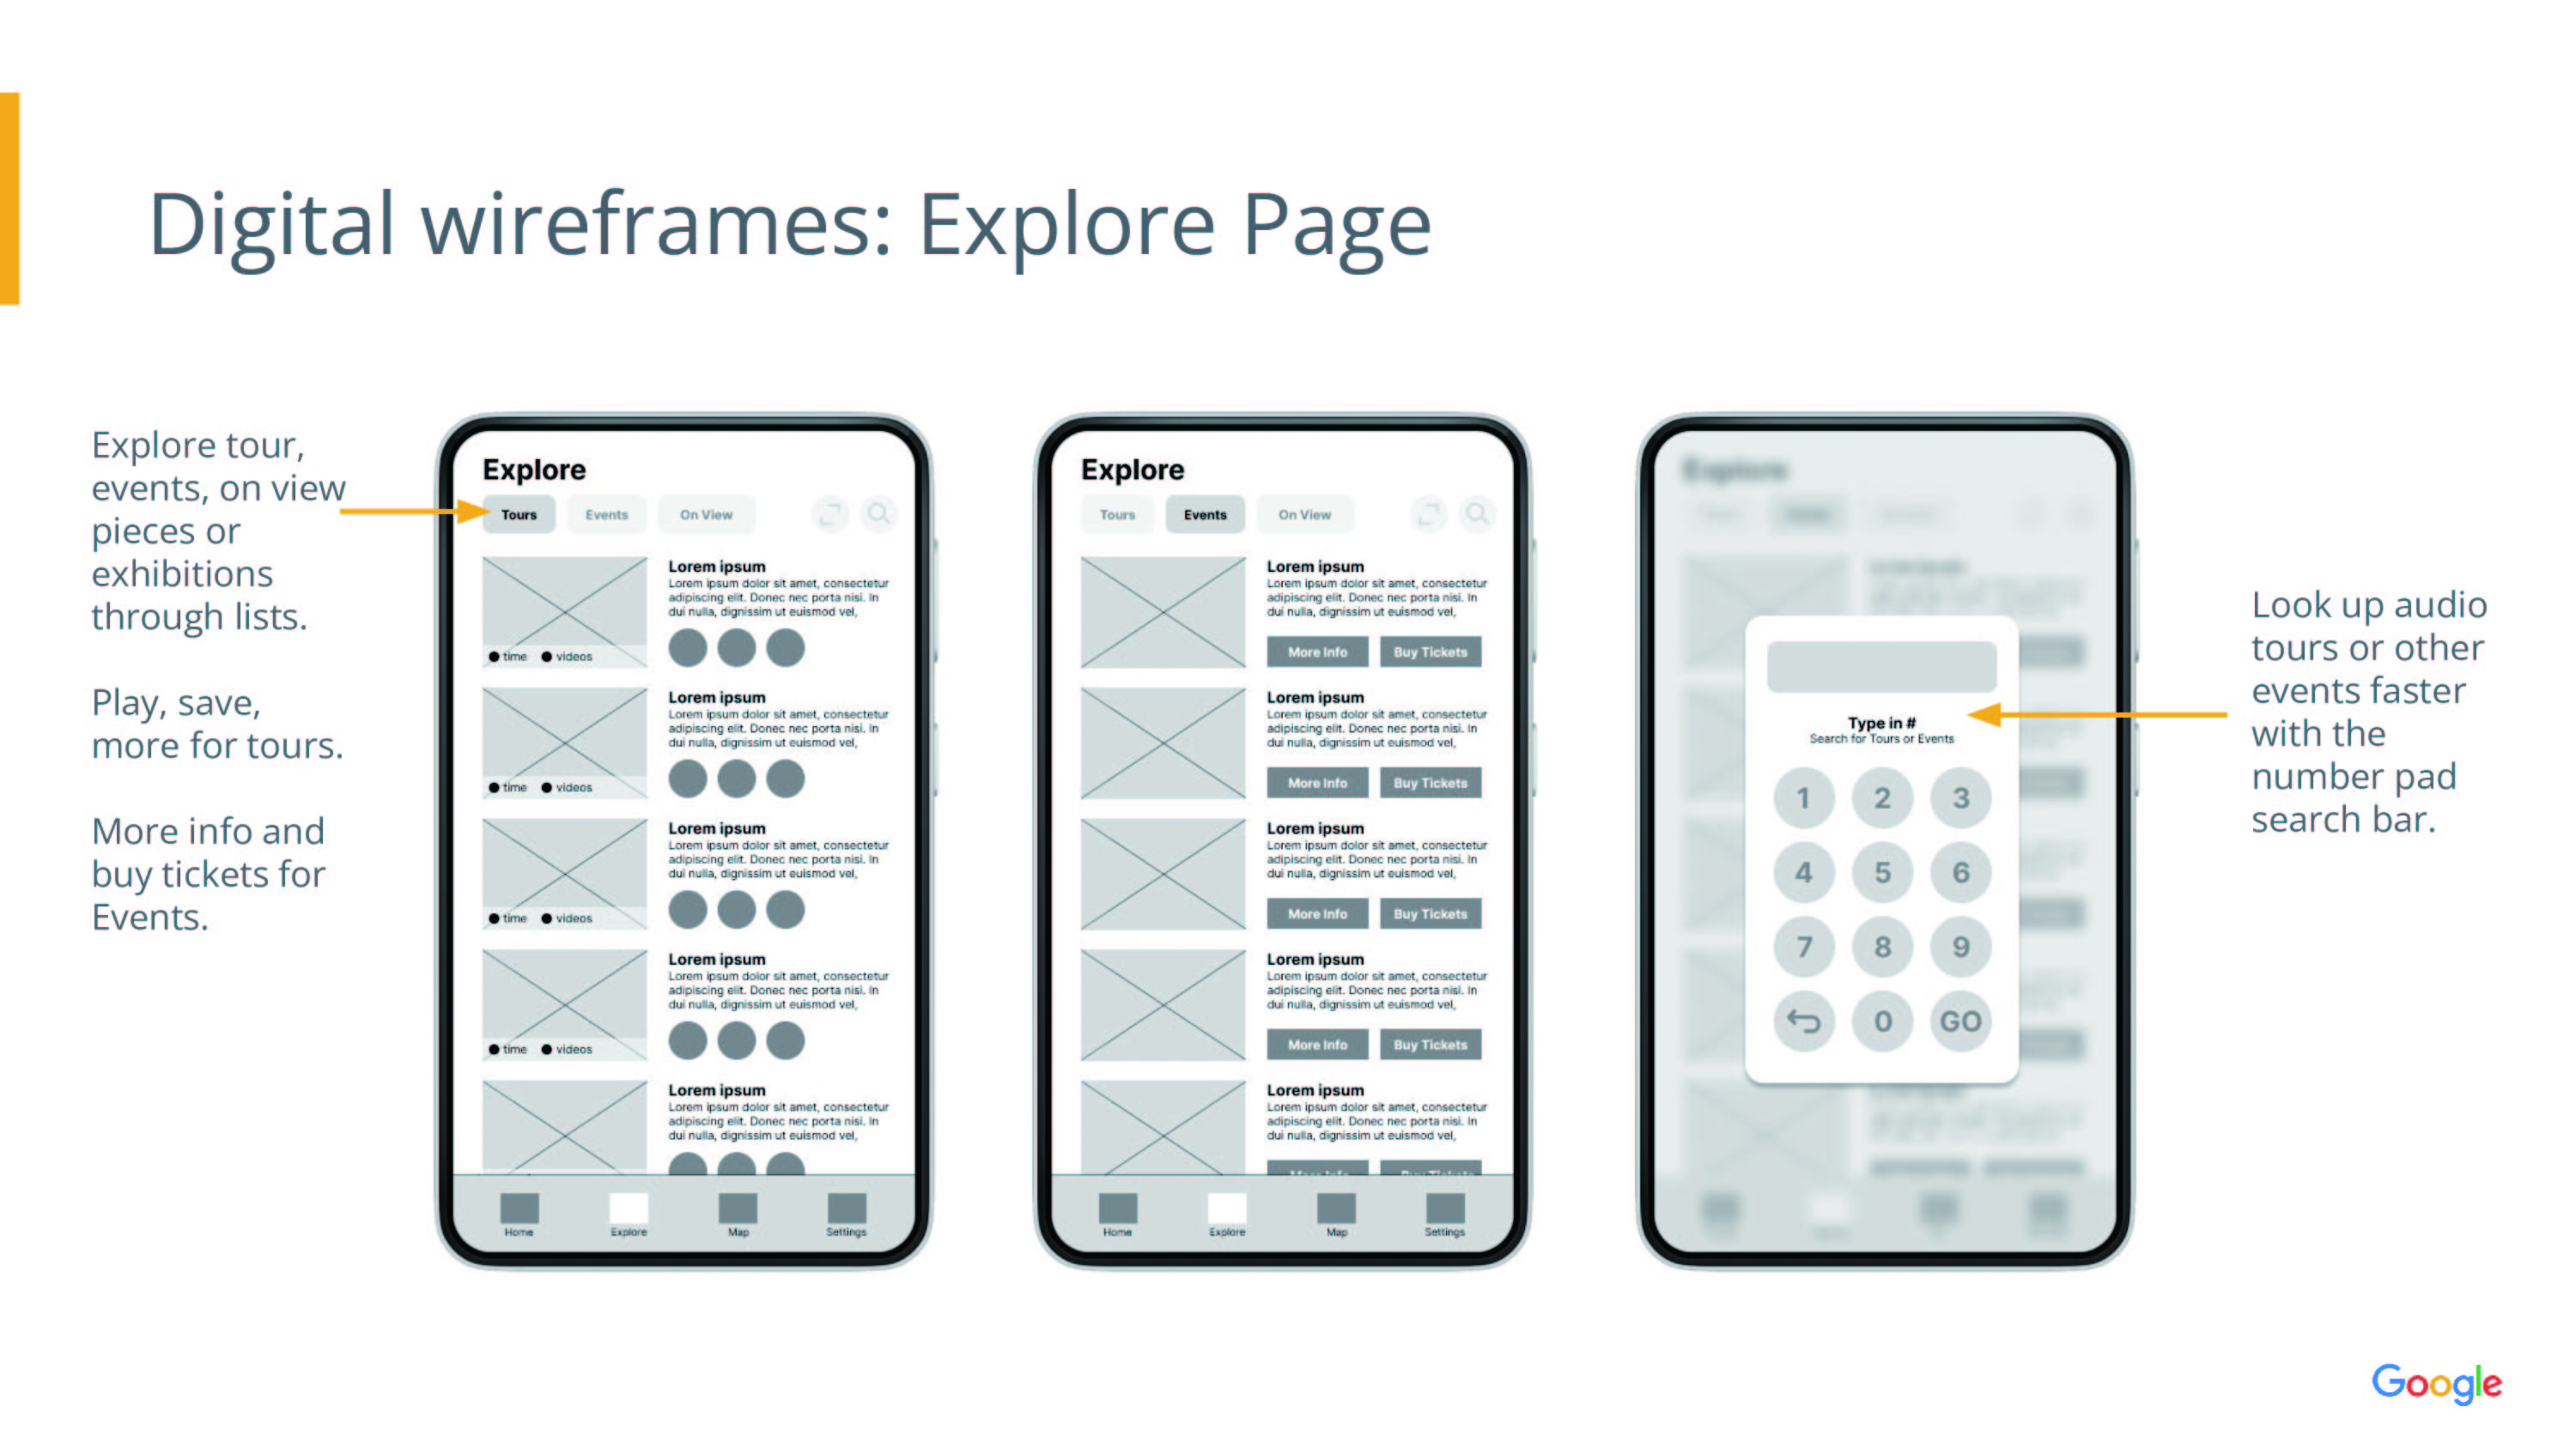 Digital wireframes: Explore Page
Explore tour,
events, on view
pieces or
exhibitions
through lists.
Play, save,
more for tours.
More info and
buy tickets for
Events.
Explore
Tours Events On View
Lorem ipsum
Lorem ipsum dolor sit amet, consectetur
adipiscing elit. Donec nec porta nisi. In
dui nulla, dignissim ut euismod vel,
time videos
Lorem ipsum
Lorem ipsum dolor sit amet, consectetur
adipiscing elit. Donec nec porta nisi. In
dui nulla, dignissim ut euismod vel,
time videos
Lorem ipsum
Lorem ipsum dolor sit amet, consectetur
adipiscing elit. Donec nec porta nisi. In
dui nulla, dignissim ut euismod vel,
time videos
Lorem ipsum
Lorem ipsum dolor sit amet, consectetur
adipiscing elit. Donec nec porta nisi. In
dui nulla, dignissim ut euismod vel,
time videos
Lorem ipsum
Lorem ipsum dolor sit amet, consectetur
adipiscing elit. Donec nec porta nisi. In
dui nulla, dignissim ut euismod vel,
Home Explore Map Settings
Explore
Tours Events On View
Lorem ipsum
Lorem ipsum dolor sit amet, consectetur
adipiscing elit. Donec nec porta nisi. In
dui nulla, dignissim ut euismod vel,
More Info Buy Tickets
Lorem ipsum
Lorem ipsum dolor sit amet, consectetur
adipiscing elit. Donec nec porta nisi. In
dui nulla, dignissim ut euismod vel,
More Info Buy Tickets
Lorem ipsum
Lorem ipsum dolor sit amet, consectetur
adipiscing elit. Donec nec porta nisi. In
dui nulla, dignissim ut euismod vel,
More Info Buy Tickets
Lorem ipsum
Lorem ipsum dolor sit amet, consectetur
adipiscing elit. Donec nec porta nisi. In
dui nulla, dignissim ut euismod vel,
More Info Buy Tickets
Lorem ipsum
Lorem ipsum dolor sit amet, consectetur
adipiscing elit. Donec nec porta nisi. In
dui nulla, dignissim ut euismod vel,
More Info Buy Tickets
Home Explore Map Settings
Explore
Type in #
Search for Tours or Events
1 2 3
4 5 6
7 8 9
0 GO
Look up audio
tours or other
events faster
with the
number pad
search bar.
Google